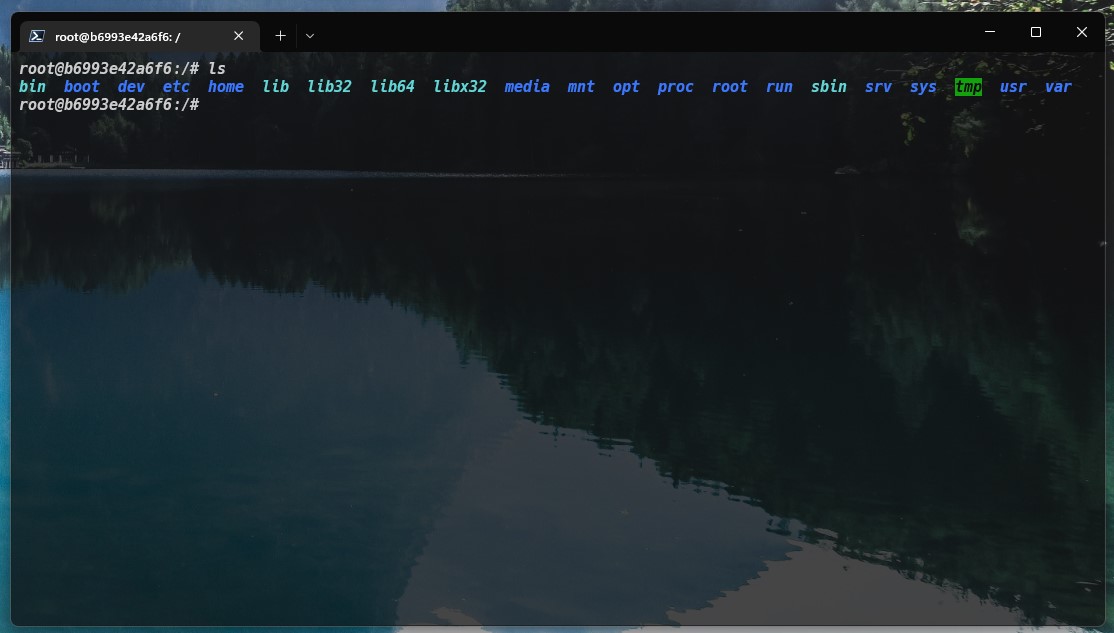 root@b6993e42a6f6: /
root@b6993e42a6f6:/# ls
bin  boot  dev  etc  home  lib  lib32  lib64  libx32  media  mnt  opt  proc  root  run  sbin  srv  sys  tmp  usr  var
root@b6993e42a6f6:/#